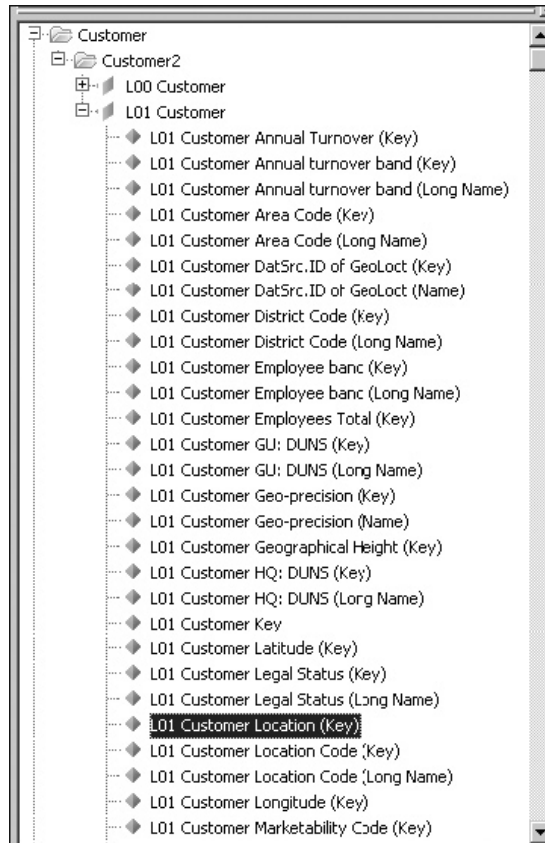 Customer
Customer2
L00 Customer
L01 Customer
L01 Customer Annual Turnover (Key)
L01 Customer Annual turnover band (Key)
L01 Customer Annual turnover band (Long Name)
L01 Customer Area Code (Key)
L01 Customer Area Code (Long Name)
L01 Customer DatSrc.ID of GeoLoct (Key)
L01 Customer DatSrc.ID of GeoLoct (Name)
L01 Customer District Code (Key)
L01 Customer District Code (Long Name)
L01 Customer Employee banc (Key)
L01 Customer Employee banc (Long Name)
L01 Customer Employees Total (Key)
L01 Customer GU: DUNS (Key)
L01 Customer GU: DUNS (Long Name)
L01 Customer Geo-precision (Key)
L01 Customer Geo-precision (Name)
L01 Customer Geographical Height (Key)
L01 Customer HQ: DUNS (Key)
L01 Customer HQ: DUNS (Long Name)
L01 Customer Key
L01 Customer Latitude (Key)
L01 Customer Legal Status (Key)
L01 Customer Legal Status (Long Name)
L01 Customer Location (Key)
L01 Customer Location Code (Key)
L01 Customer Location Code (Long Name)
L01 Customer Longitude (Key)
L01 Customer Marketability Code (Key)